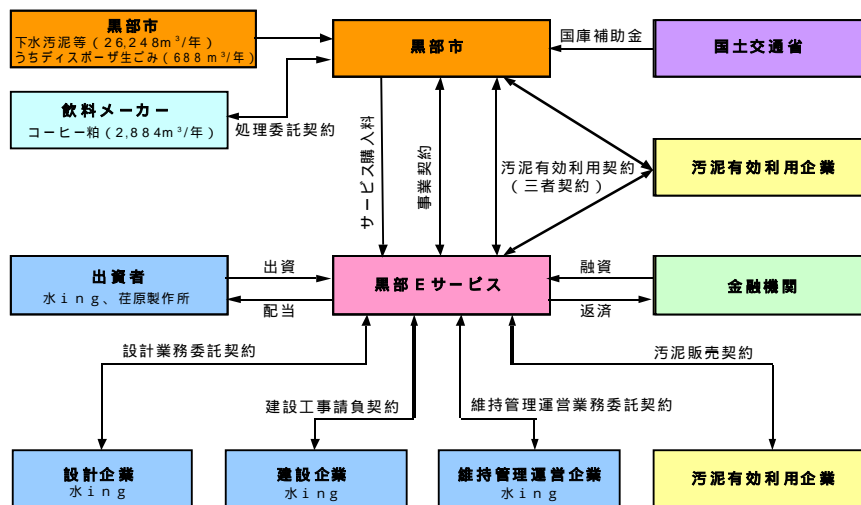 黒部市
下水汚泥等（26,248m³/年）
うちディスポーザ生ごみ（688m³/年）
黒部市
国庫補助金
国土交通省
飲料メーカー
コーヒー粕（2,884m³/年）
処理委託契約
サービス購入料
事業契約
汚泥有効利用契約
（三者契約）
汚泥有効利用企業
出資者
水ing、荏原製作所
出資
配当
黒部Eサービス
融資
返済
金融機関
設計業務委託契約
建設工事請負契約
維持管理運営業務委託契約
汚泥販売契約
設計企業
水ing
建設企業
水ing
維持管理運営企業
水ing
汚泥有効利用企業